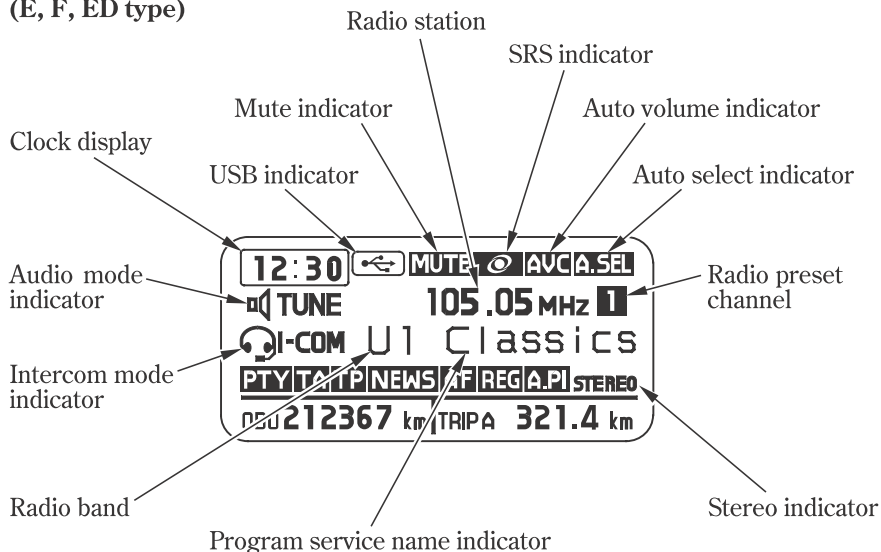 (E, F, ED type)
Radio station
SRS indicator
Mute indicator
Auto volume indicator
Clock display
USB indicator
Auto select indicator
12:30 MUTE AVC A.SEL
Audio mode
indicator
TUNE 105.05 MHz 1
Radio preset
channel
I-COM U1 Classics
Intercom mode
indicator
PTY TA TP NEWS AF REG A.PI STEREO
212367 km TRIP A 321.4 km
Radio band
Stereo indicator
Program service name indicator